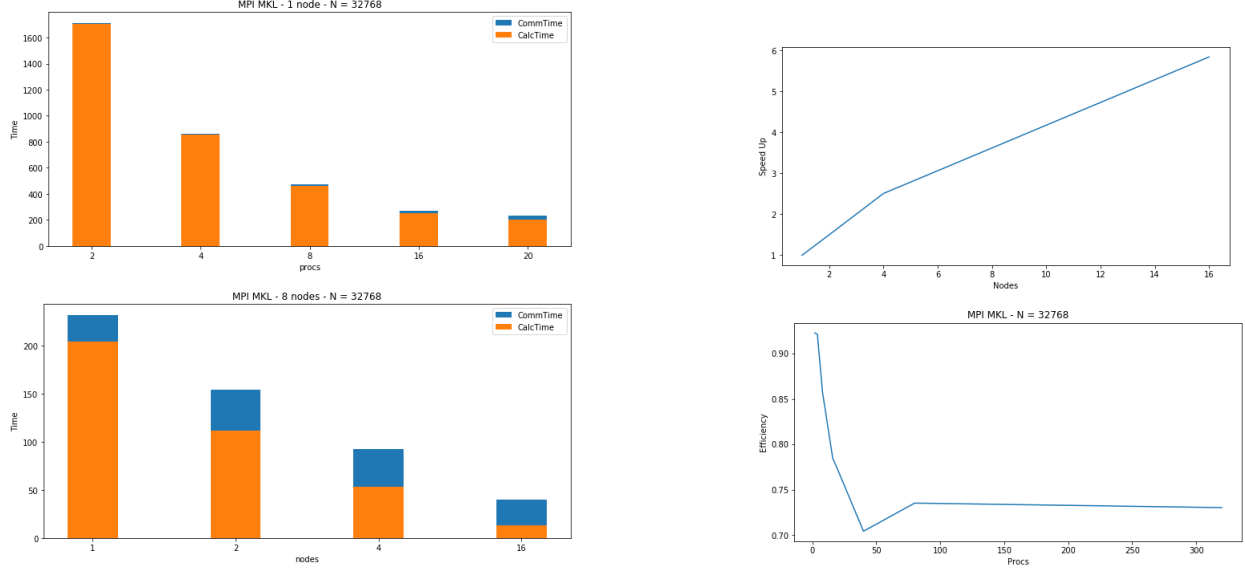 MPI MKL - 1 node - N = 32768
CommTime
CalcTime
1600
1400
1200
1000
800
600
400
200
0
Time
2 4 8 16 20
procs
6
5
4
3
2
1
Speed Up
2 4 6 8 10 12 14 16
Nodes
MPI MKL - 8 nodes - N = 32768
CommTime
CalcTime
200
150
100
50
0
Time
1 2 4 16
nodes
MPI MKL - N = 32768
0.90
0.85
0.80
0.75
0.70
Efficiency
0 50 100 150 200 250 300
Procs